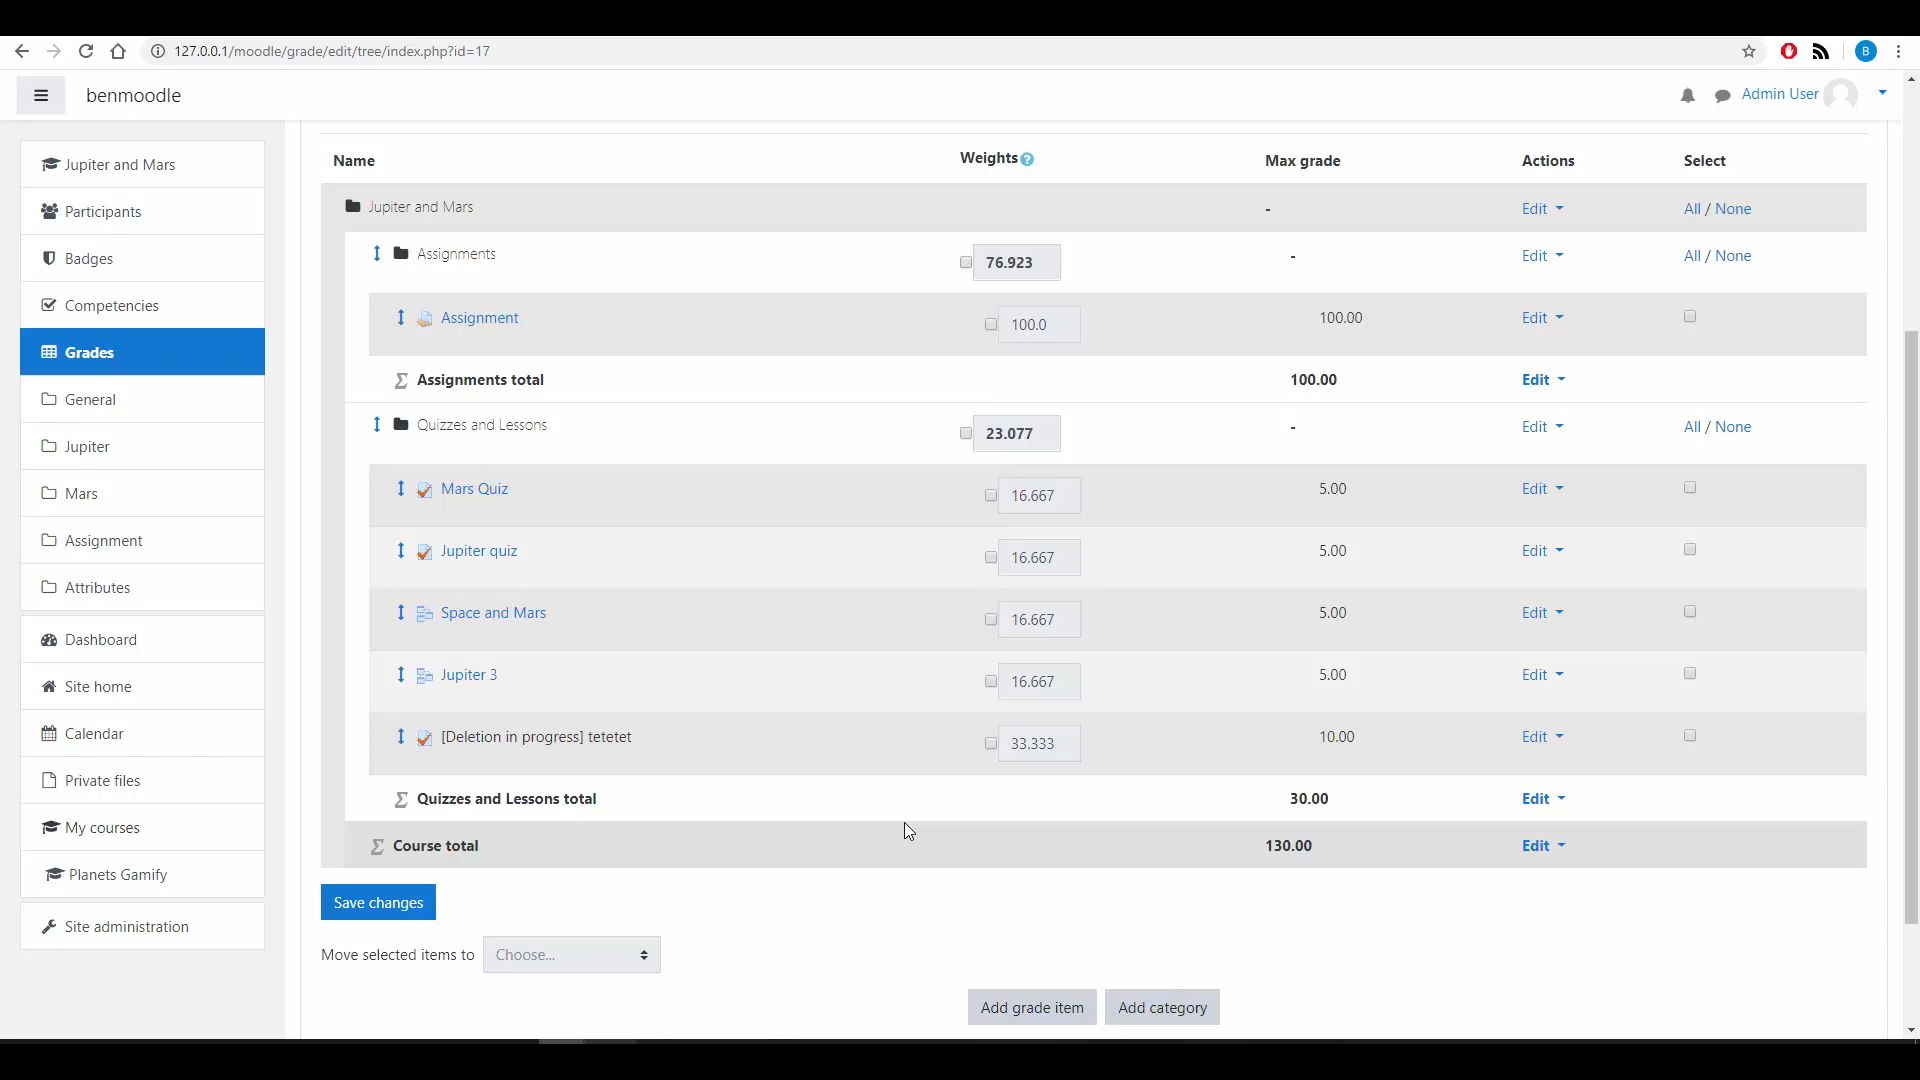 127.0.0.1/moodle/grade/edit/tree/index.php?id=17
B
benmoodle
Admin User
Jupiter and Mars
Participants
Badges
Competencies
Grades
General
Jupiter
Mars
Assignment
Attributes
Dashboard
Site home
Calendar
Private files
My courses
Planets Gamify
Site administration
Name Weights ? Max grade Actions Select
Jupiter and Mars - Edit All / None
Assignments 76.923 - Edit All / None
Assignment 100.0 100.00 Edit
Assignments total 100.00 Edit
Quizzes and Lessons 23.077 - Edit All / None
Mars Quiz 16.667 5.00 Edit
Jupiter quiz 16.667 5.00 Edit
Space and Mars 16.667 5.00 Edit
Jupiter 3 16.667 5.00 Edit
[Deletion in progress] tetetet 33.333 10.00 Edit
Σ Quizzes and Lessons total 30.00 Edit
Σ Course total 130.00 Edit
Save changes
Move selected items to Choose...
Add grade item Add category